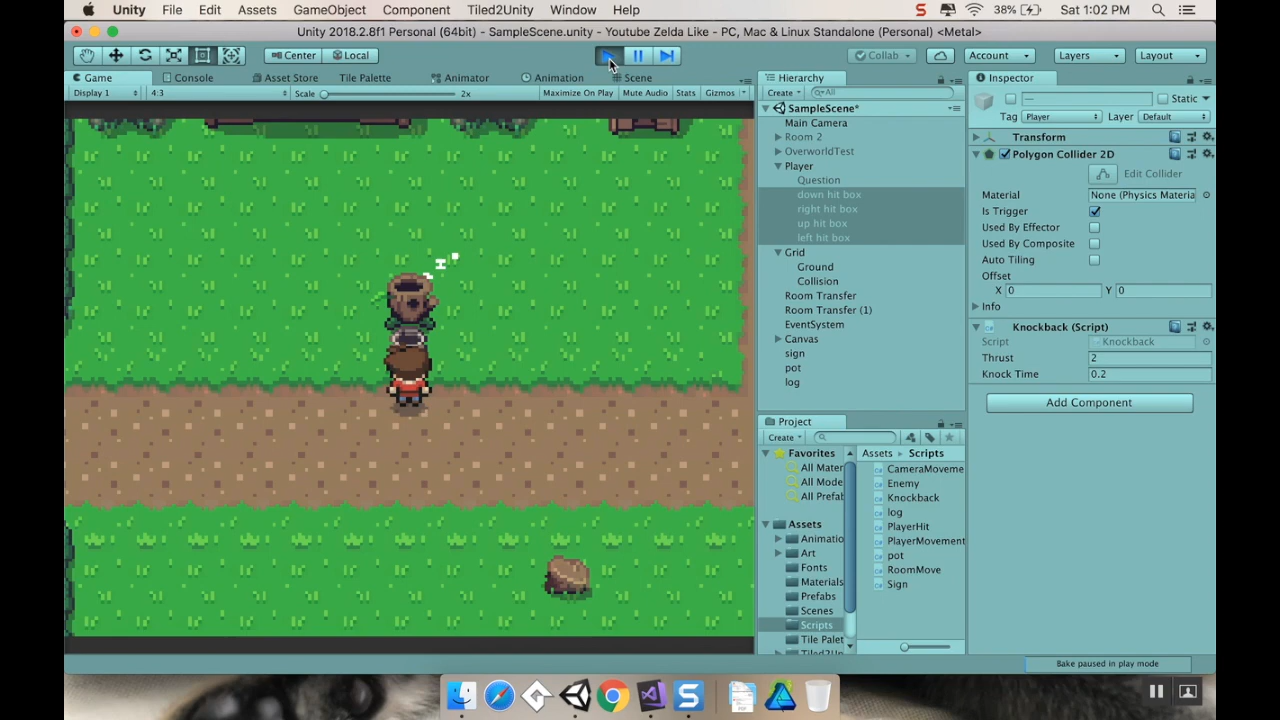 Unity File Edit Assets GameObject Component Tiled2Unity Window Help S 38% Sat 1:02 PM
Unity 2018.2.8f1 Personal (64bit) - SampleScene.unity - Youtube Zelda Like - PC, Mac & Linux Standalone (Personal) <Metal>
Center Local Collab Account Layers Layout
Game Console Asset Store Tile Palette Animator Animation Scene
Display 1 4:3 Scale 2x Maximize On Play Mute Audio Stats Gizmos
Hierarchy
Create All
SampleScene*
Main Camera
Room 2
OverworldTest
Player
Question
down hit box
right hit box
up hit box
left hit box
Grid
Ground
Collision
Room Transfer
Room Transfer (1)
EventSystem
Canvas
sign
pot
log
Project
Create
Favorites
All Mater
All Mode
All Prefab
Assets
Animatio
Art
Fonts
Materials
Prefabs
Scenes
Scripts
Tile Palet
Tiled2Un
Assets Scripts
CameraMoveme
Enemy
Knockback
log
PlayerHit
PlayerMovement
pot
RoomMove
Sign
Inspector
— Static
Tag Player Layer Default
Transform
Polygon Collider 2D
Edit Collider
Material None (Physics Materia
Is Trigger
Used By Effector
Used By Composite
Auto Tiling
Offset
X 0 Y 0
Info
Knockback (Script)
Script Knockback
Thrust 2
Knock Time 0.2
Add Component
Bake paused in play mode